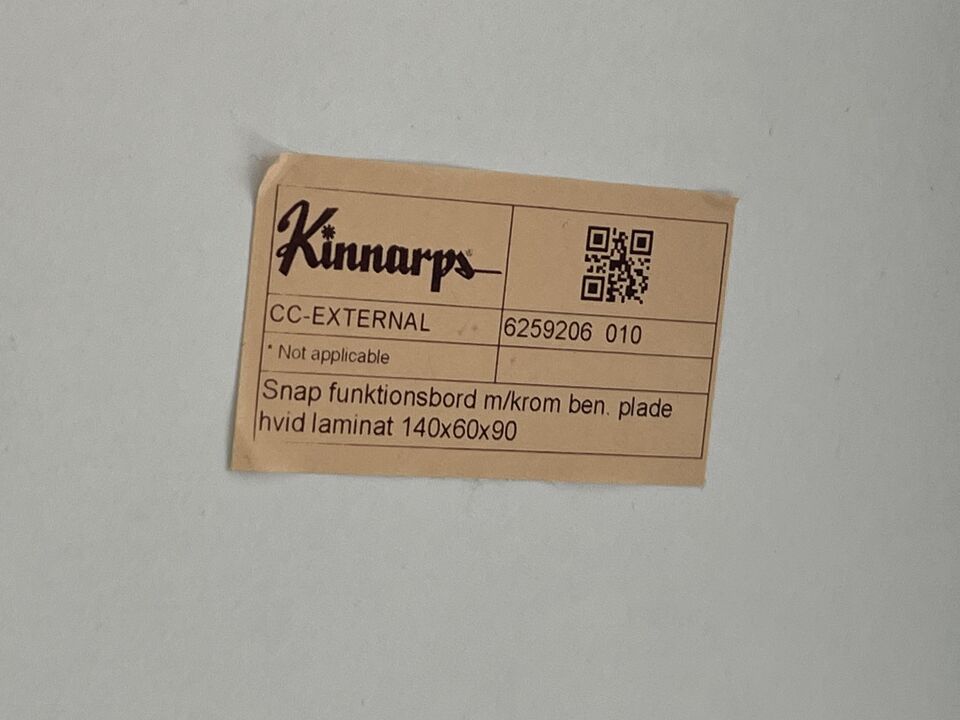 Kinnarps
CC-EXTERNAL
6259206 010
* Not applicable
Snap funktionsbord m/krom ben. plade
hvid laminat 140x60x90